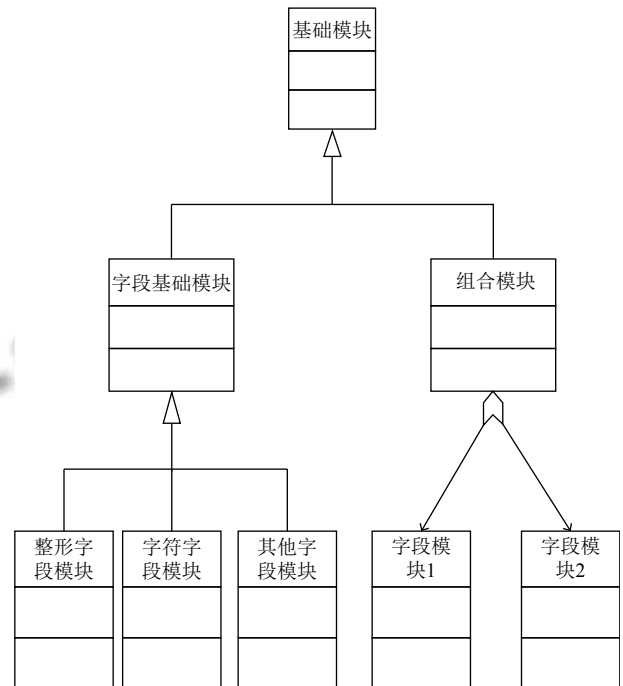 基础模块
字段基础模块
组合模块
整形字
段模块
字符字
段模块
其他字
段模块
字段模
块1
字段模
块2